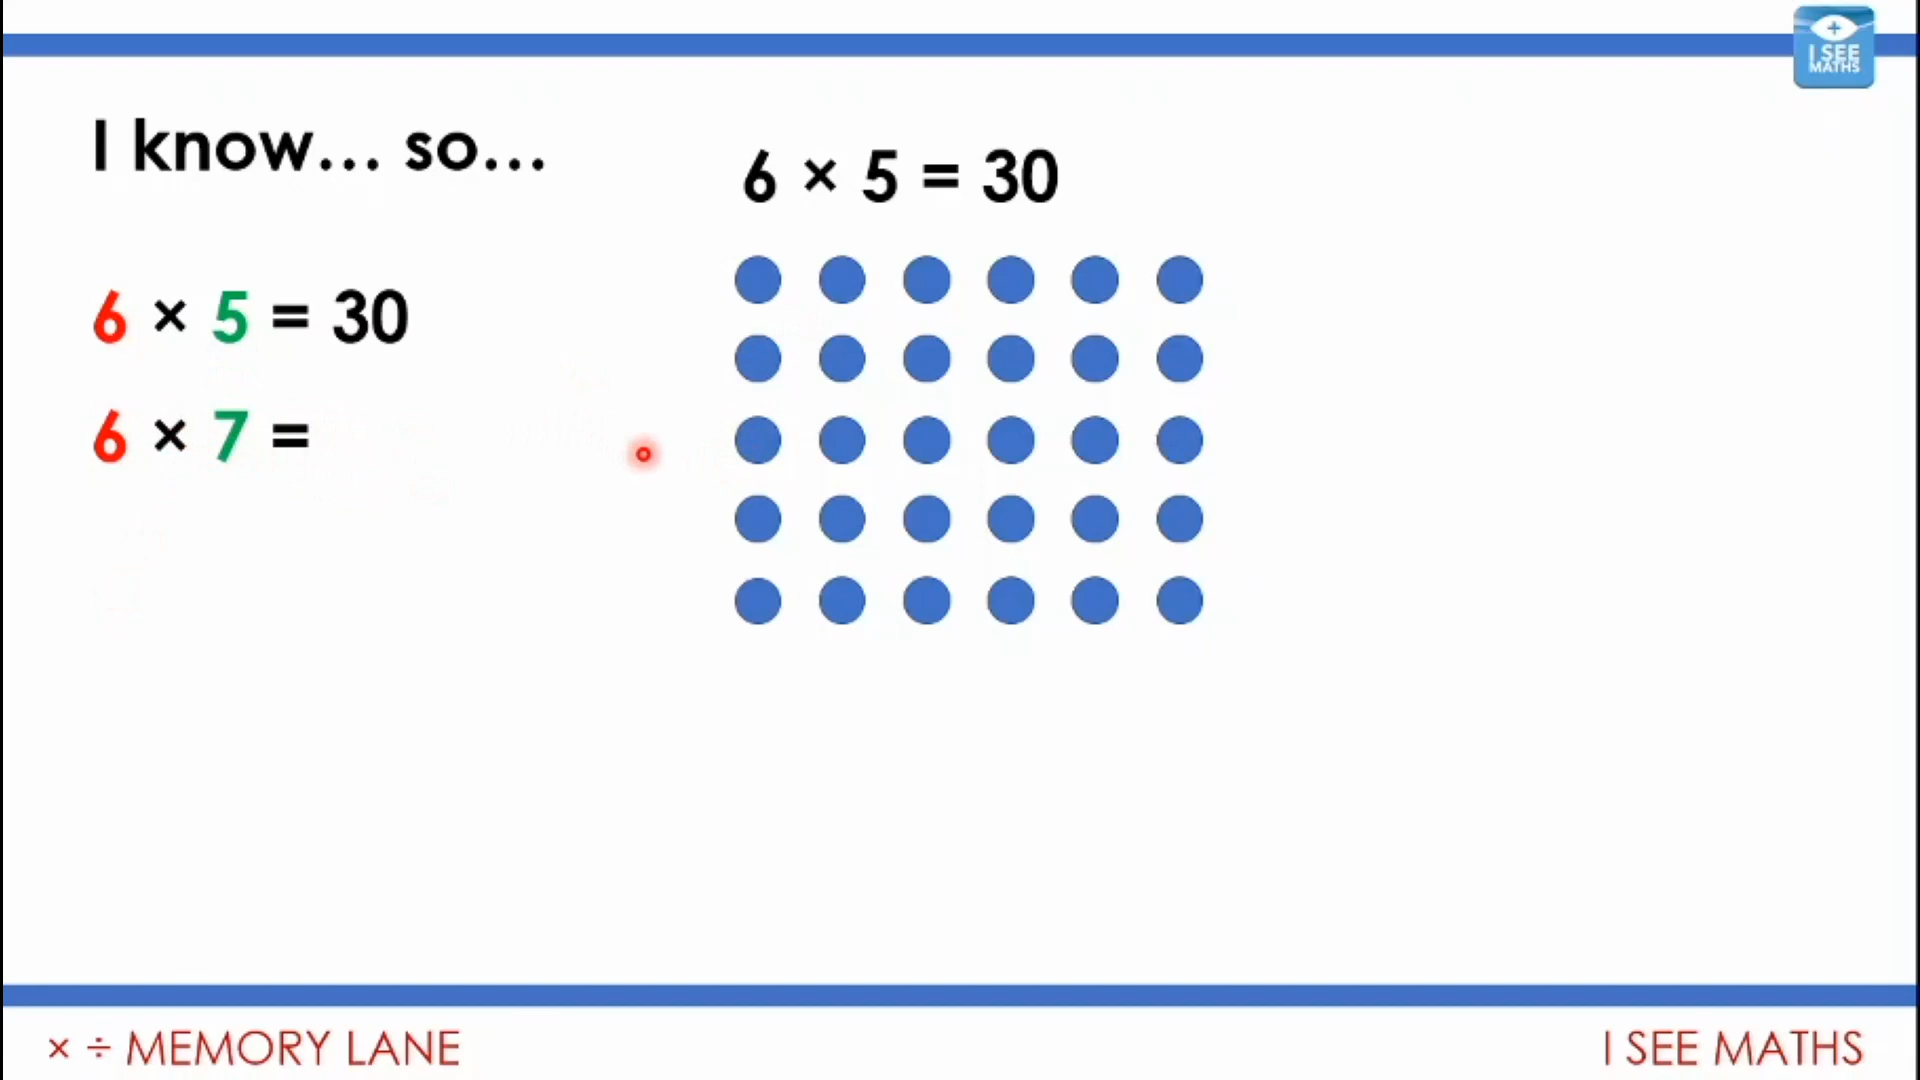 I SEE
MATHS
I know... so...
6 × 5 = 30
6 × 5 = 30
6 × 7 =
× ÷ MEMORY LANE
I SEE MATHS